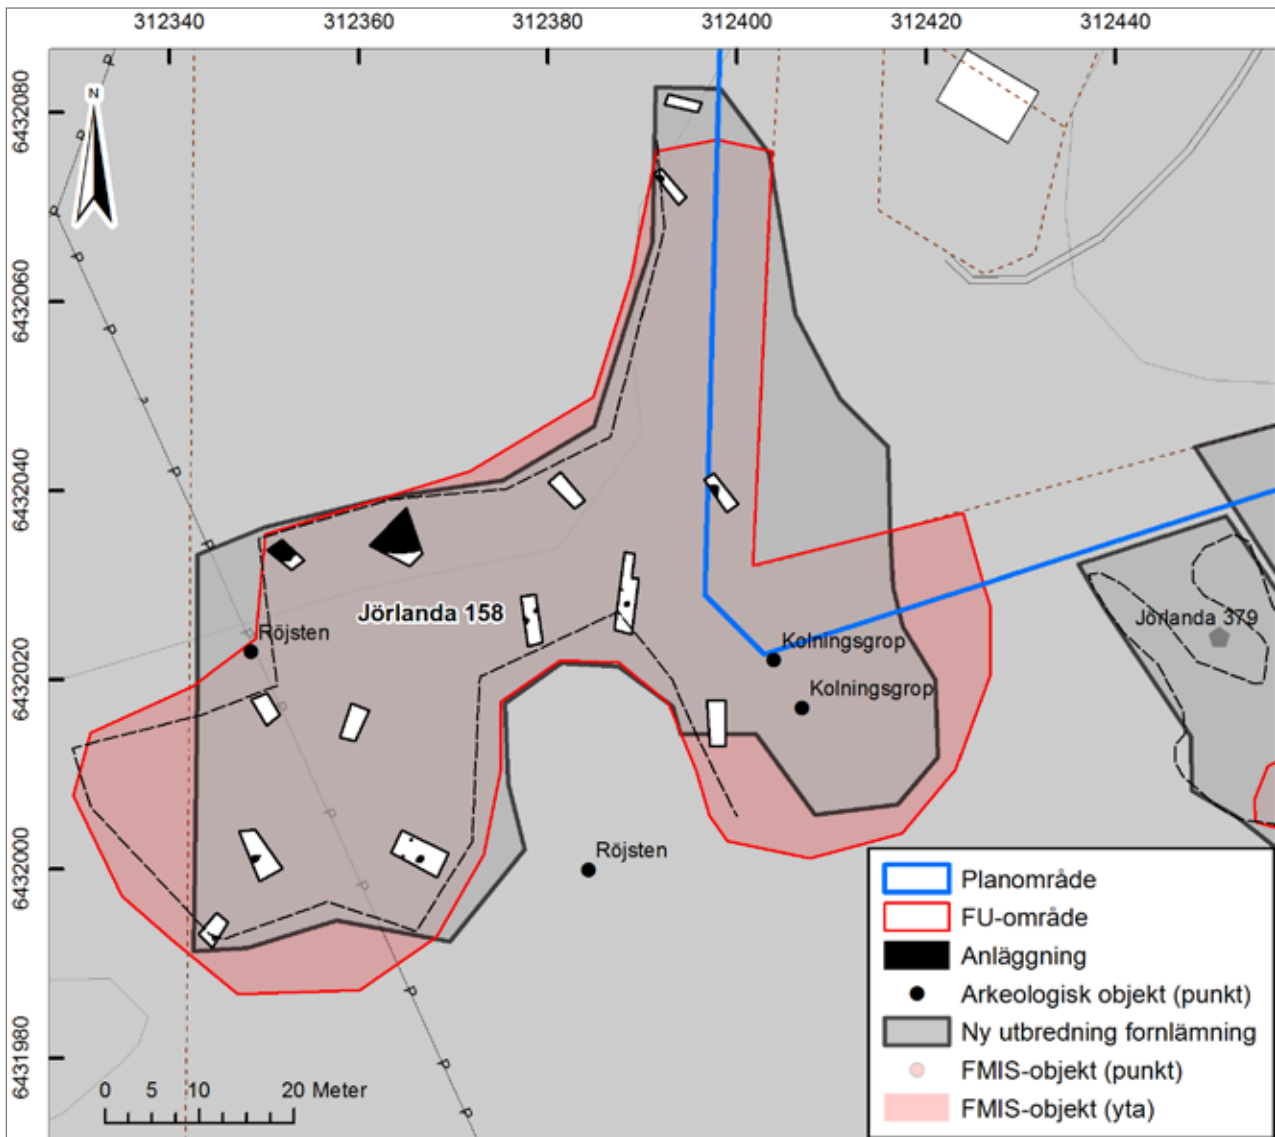 312340 312360 312380 312400 312420 312440
6432080
6432060
6432040
6432020
6432000
6431980
N
P
P
P
P
P
P
P
P
P
P
P
P
P
Jörlanda 158
Röjsten
Kolningsgrop
Kolningsgrop
Jörlanda 379
Röjsten
0 5 10 20 Meter
Planområde
FU-område
Anläggning
Arkeologisk objekt (punkt)
Ny utbredning fornlämning
FMIS-objekt (punkt)
FMIS-objekt (yta)